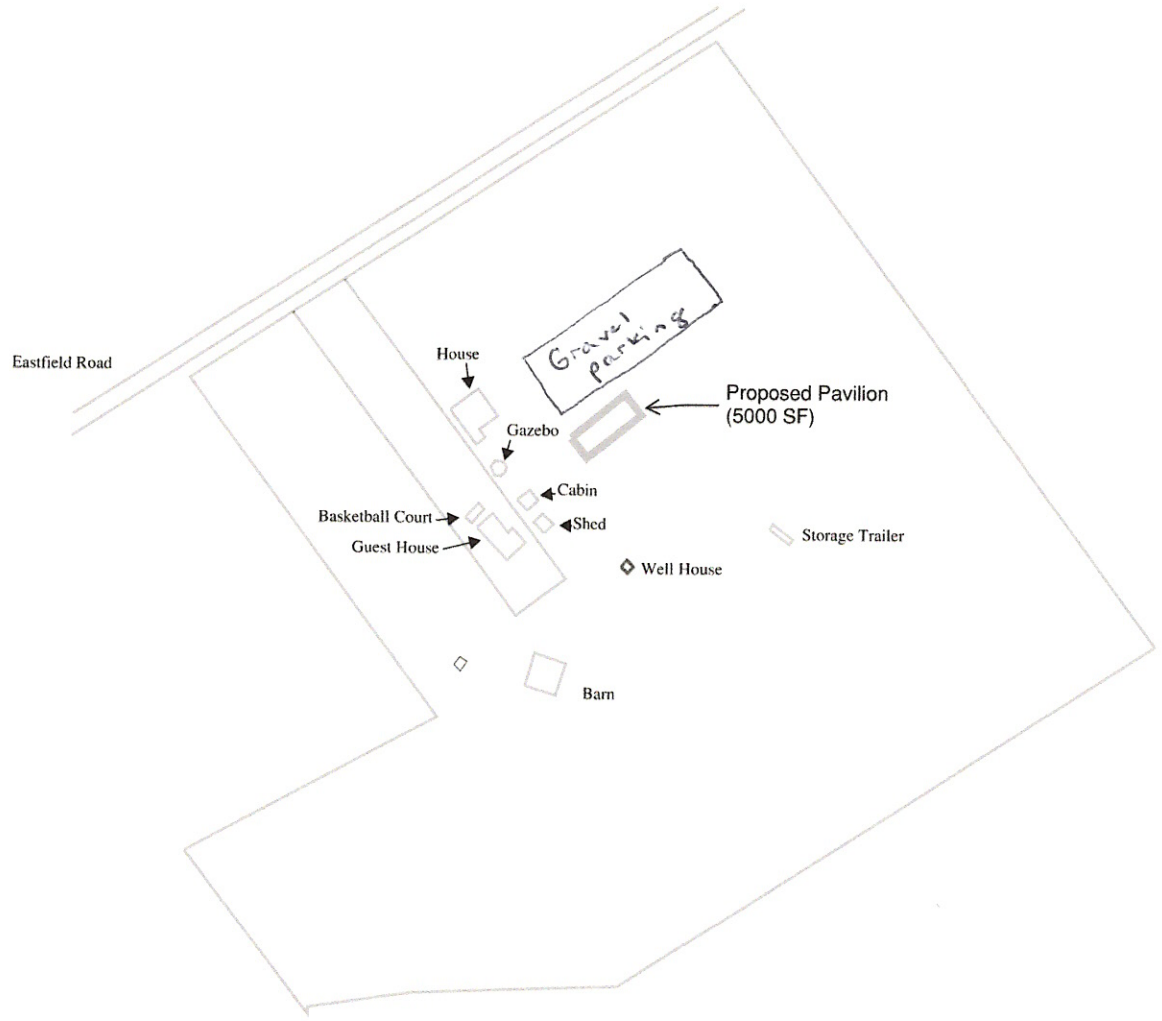 Eastfield Road
House
Gravel
parking
Proposed Pavilion
(5000 SF)
Gazebo
Cabin
Basketball Court
Shed
Guest House
Storage Trailer
Well House
Barn